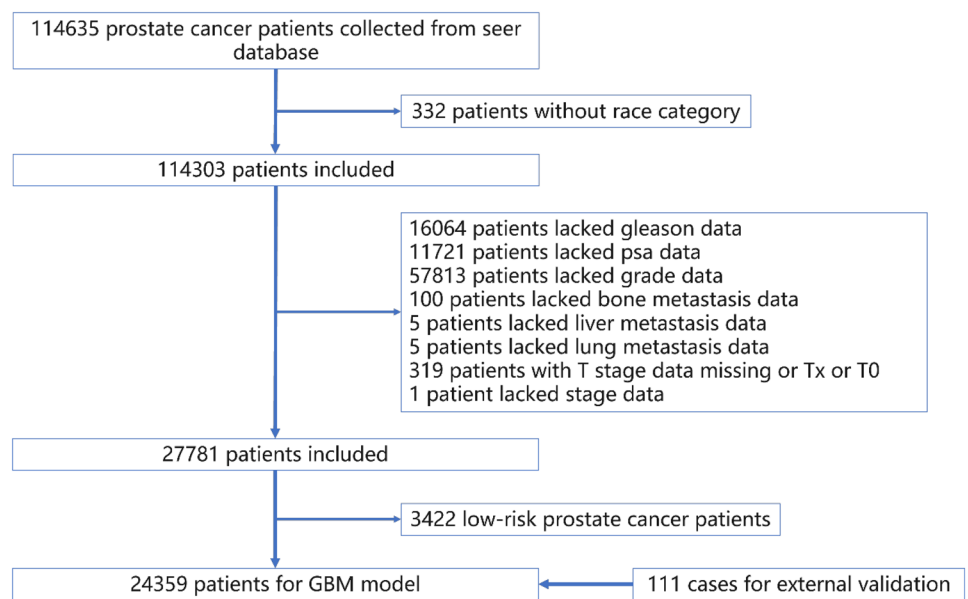 114635 prostate cancer patients collected from seer
database
332 patients without race category
114303 patients included
16064 patients lacked gleason data
11721 patients lacked psa data
57813 patients lacked grade data
100 patients lacked bone metastasis data
5 patients lacked liver metastasis data
5 patients lacked lung metastasis data
319 patients with T stage data missing or Tx or T0
1 patient lacked stage data
27781 patients included
3422 low-risk prostate cancer patients
24359 patients for GBM model
111 cases for external validation